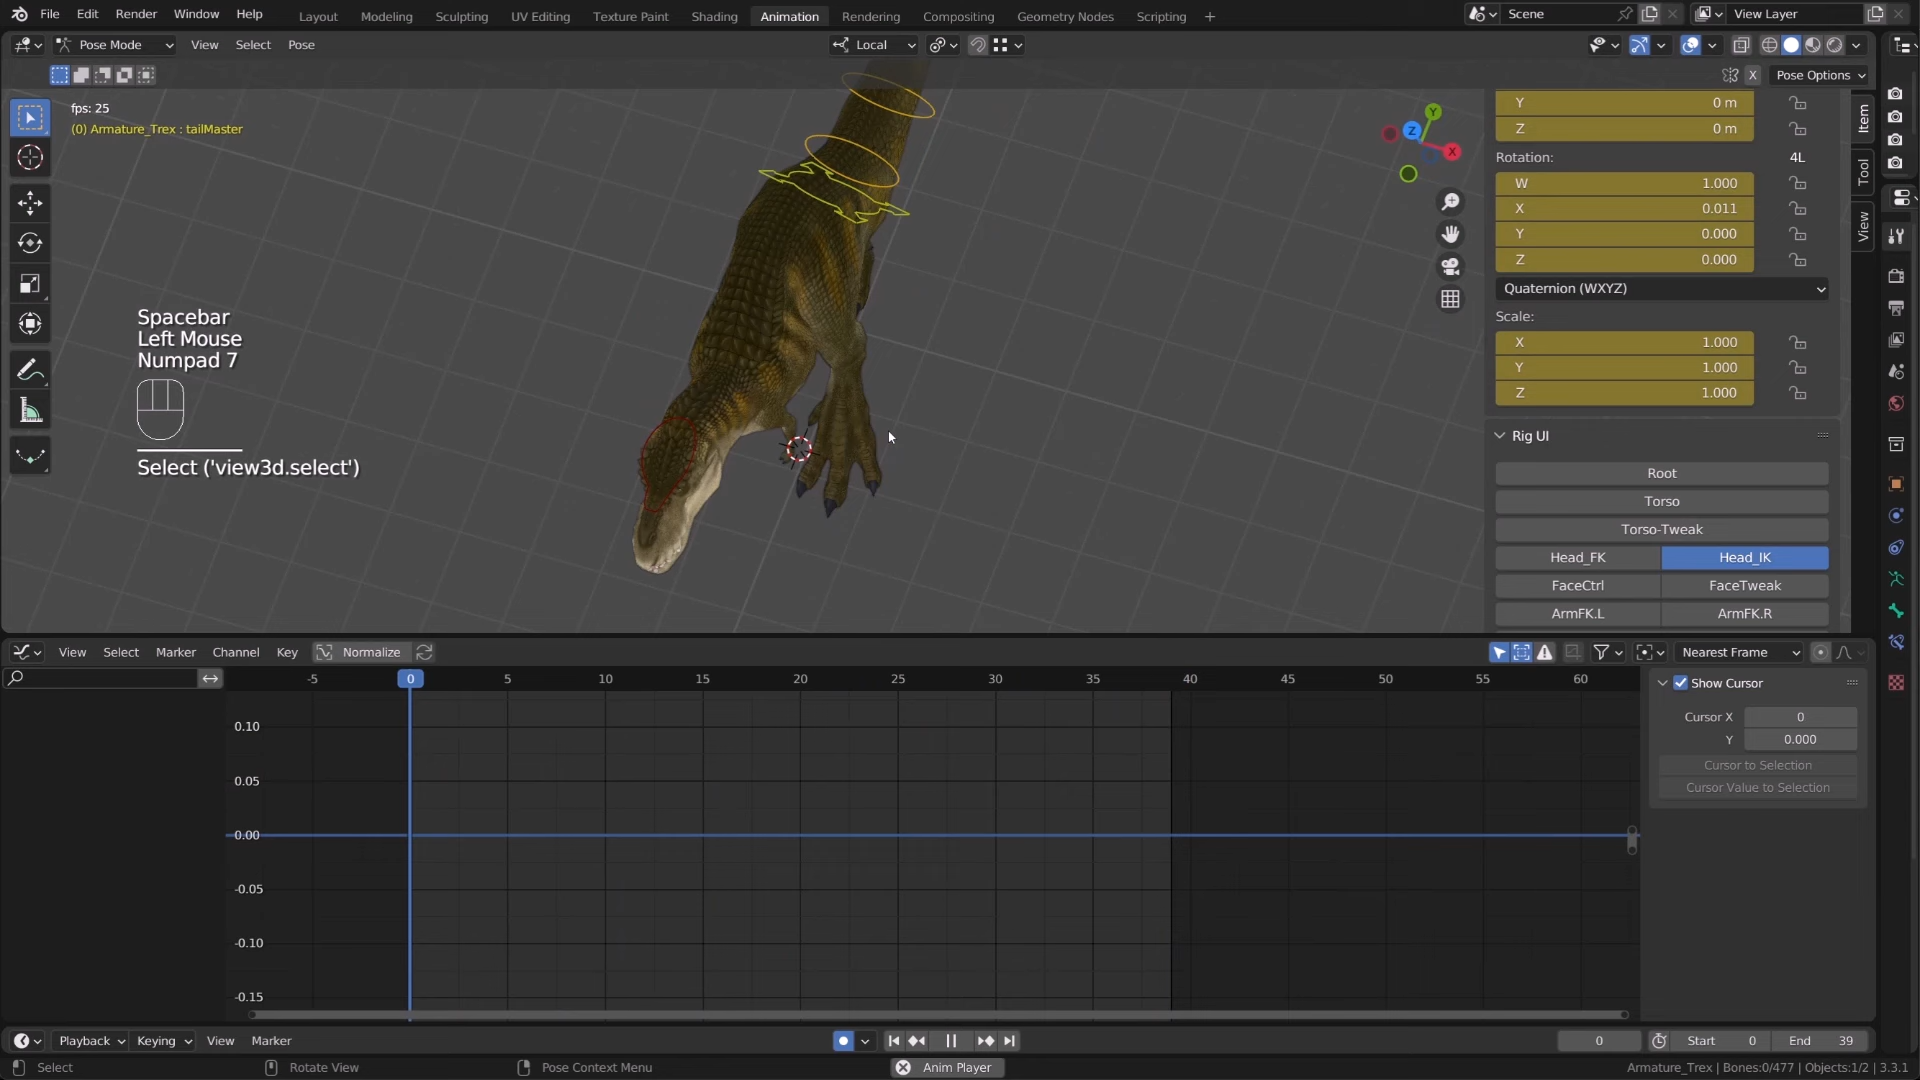 File Edit Render Window Help
Layout Modeling Sculpting UV Editing Texture Paint Shading Animation Rendering Compositing Geometry Nodes Scripting +
Scene
View Layer
Pose Mode View Select Pose
Local
X Pose Options
fps: 25
(0) Armature_Trex : tailMaster
Y
Z
X
Spacebar
Left Mouse
Numpad 7
Select ('view3d.select')
Y 0 m
Z 0 m
Rotation: 4L
W 1.000
X 0.011
Y 0.000
Z 0.000
Quaternion (WXYZ)
Scale:
X 1.000
Y 1.000
Z 1.000
Rig UI
Root
Torso
Torso-Tweak
Head_FK Head_IK
FaceCtrl FaceTweak
ArmFK.L ArmFK.R
Item
Tool
View
View Select Marker Channel Key Normalize
Nearest Frame
-5 0 5 10 15 20 25 30 35 40 45 50 55 60
0.10
0.05
0.00
-0.05
-0.10
-0.15
Show Cursor
Cursor X 0
Y 0.000
Cursor to Selection
Cursor Value to Selection
Playback Keying View Marker
0 Start 0 End 39
Select Rotate View Pose Context Menu Anim Player Armature_Trex | Bones:0/477 | Objects:1/2 | 3.3.1